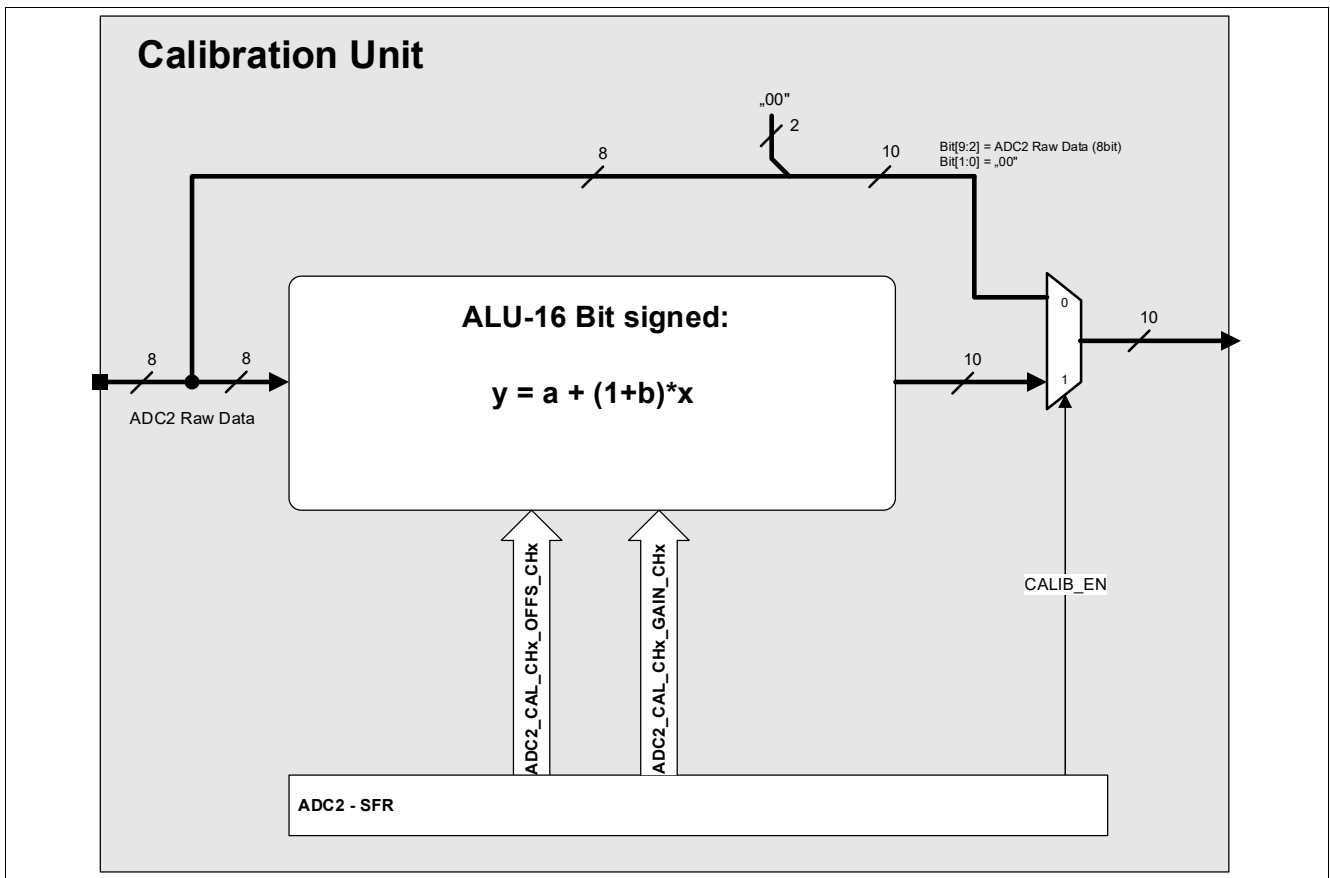 Calibration Unit
„00"
2
8
10
Bit[9:2] = ADC2 Raw Data (8bit)
Bit[1:0] = „00"
ALU-16 Bit signed:
y = a + (1+b)*x
0
1
8
8
ADC2 Raw Data
10
10
ADC2_CAL_CHx_OFFS_CHx
ADC2_CAL_CHx_GAIN_CHx
CALIB_EN
ADC2 - SFR